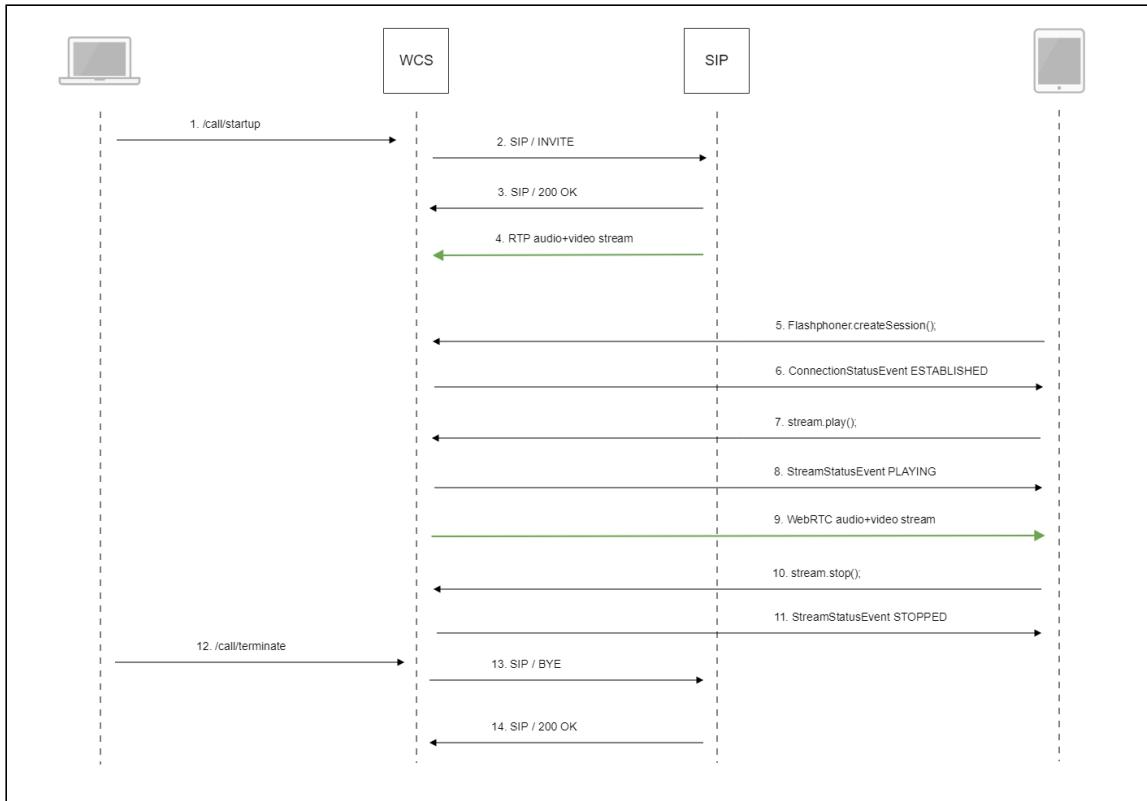 WCS
SIP
1. /call/startup
2. SIP / INVITE
3. SIP / 200 OK
4. RTP audio+video stream
5. Flashphoner.createSession();
6. ConnectionStatusEvent ESTABLISHED
7. stream.play();
8. StreamStatusEvent PLAYING
9. WebRTC audio+video stream
10. stream.stop();
11. StreamStatusEvent STOPPED
12. /call/terminate
13. SIP / BYE
14. SIP / 200 OK